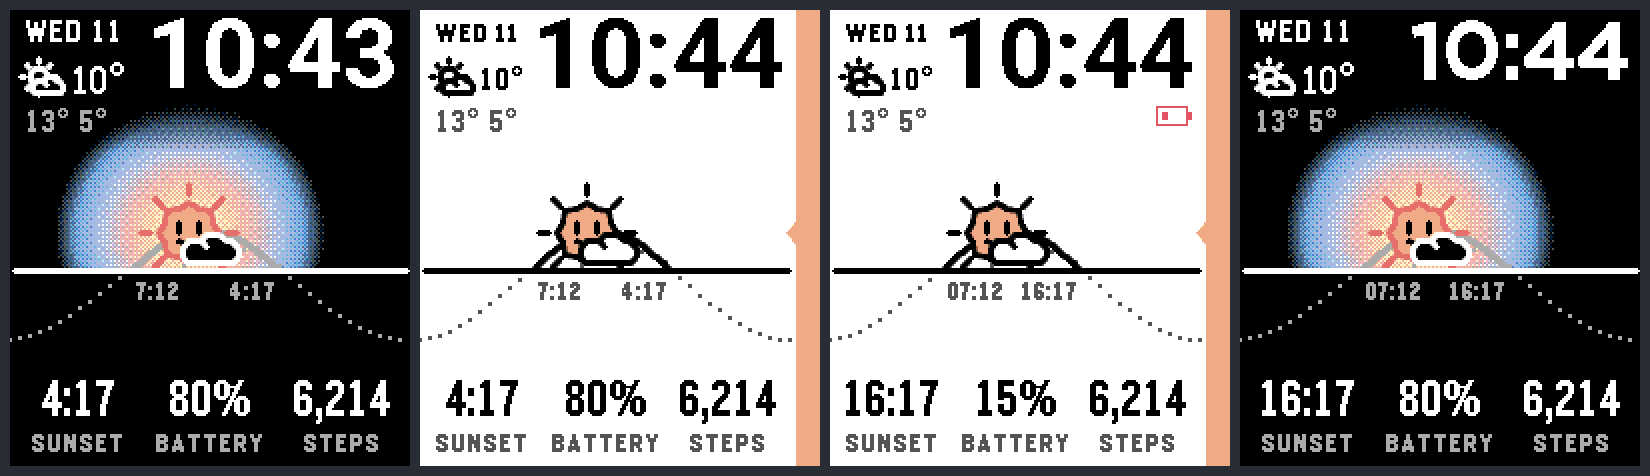 WED 11 10:43
10°
13° 5°
7:12 4:17
4:17 80% 6,214
SUNSET BATTERY STEPS
WED 11 10:44
10°
13° 5°
7:12 4:17
4:17 80% 6,214
SUNSET BATTERY STEPS
WED 11 10:44
10°
13° 5°
07:12 16:17
16:17 15% 6,214
SUNSET BATTERY STEPS
WED 11 10:44
10°
13° 5°
07:12 16:17
16:17 80% 6,214
SUNSET BATTERY STEPS